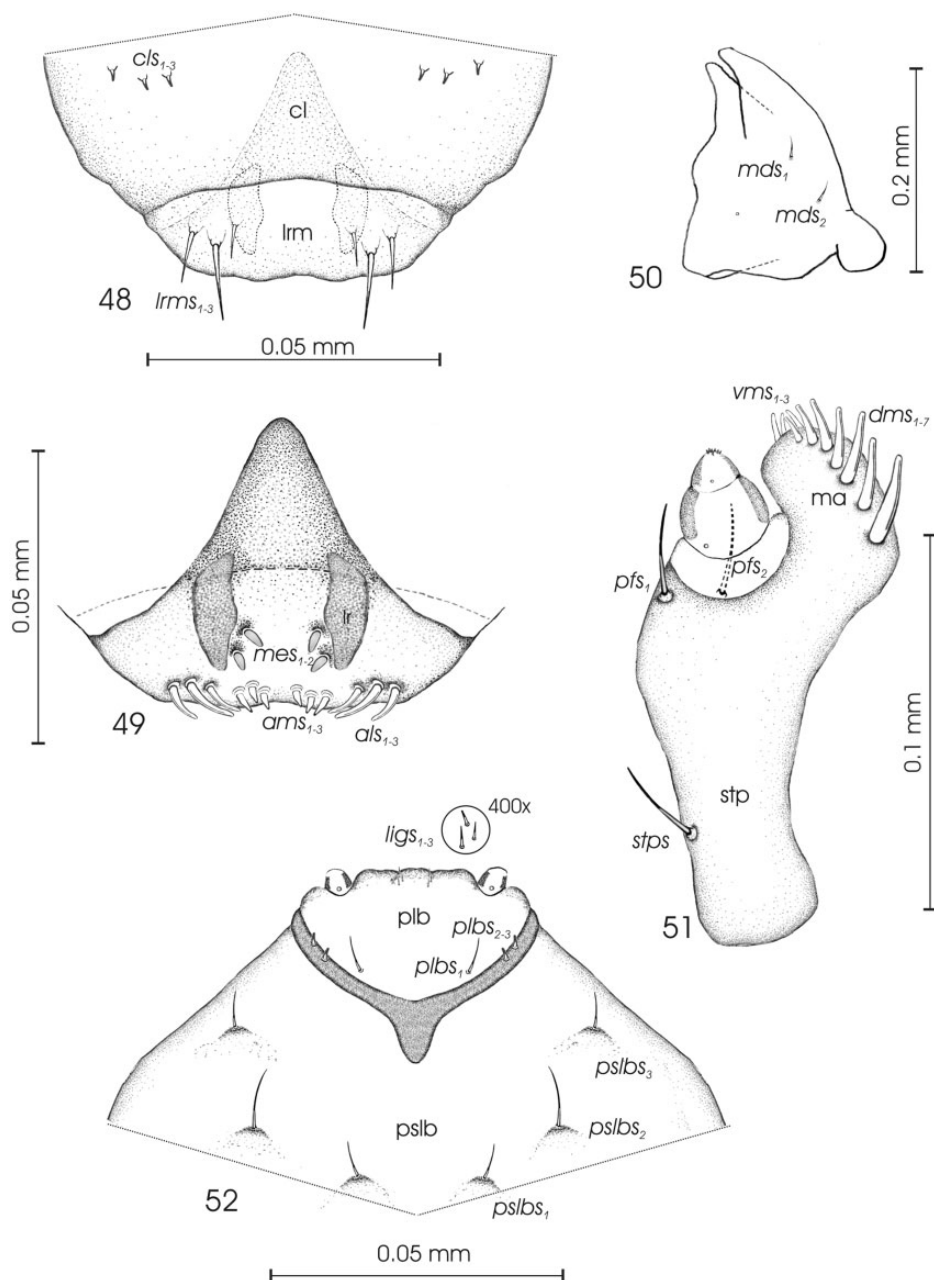 cls₁₋₃
cl
lrm
48
lrms₁₋₃
0.05 mm
mds₁
mds₂
50
0.2 mm
0.05 mm
lr
mes₁₋₂
49
ams₁₋₃
als₁₋₃
vms₁₋₃
dms₁₋₇
ma
pfs₁
pfs₂
stp
stps
51
0.1 mm
400x
ligs₁₋₃
plb
plbs₂₋₃
plbs₁
pslbs₃
pslb
pslbs₂
52
pslbs₁
0.05 mm